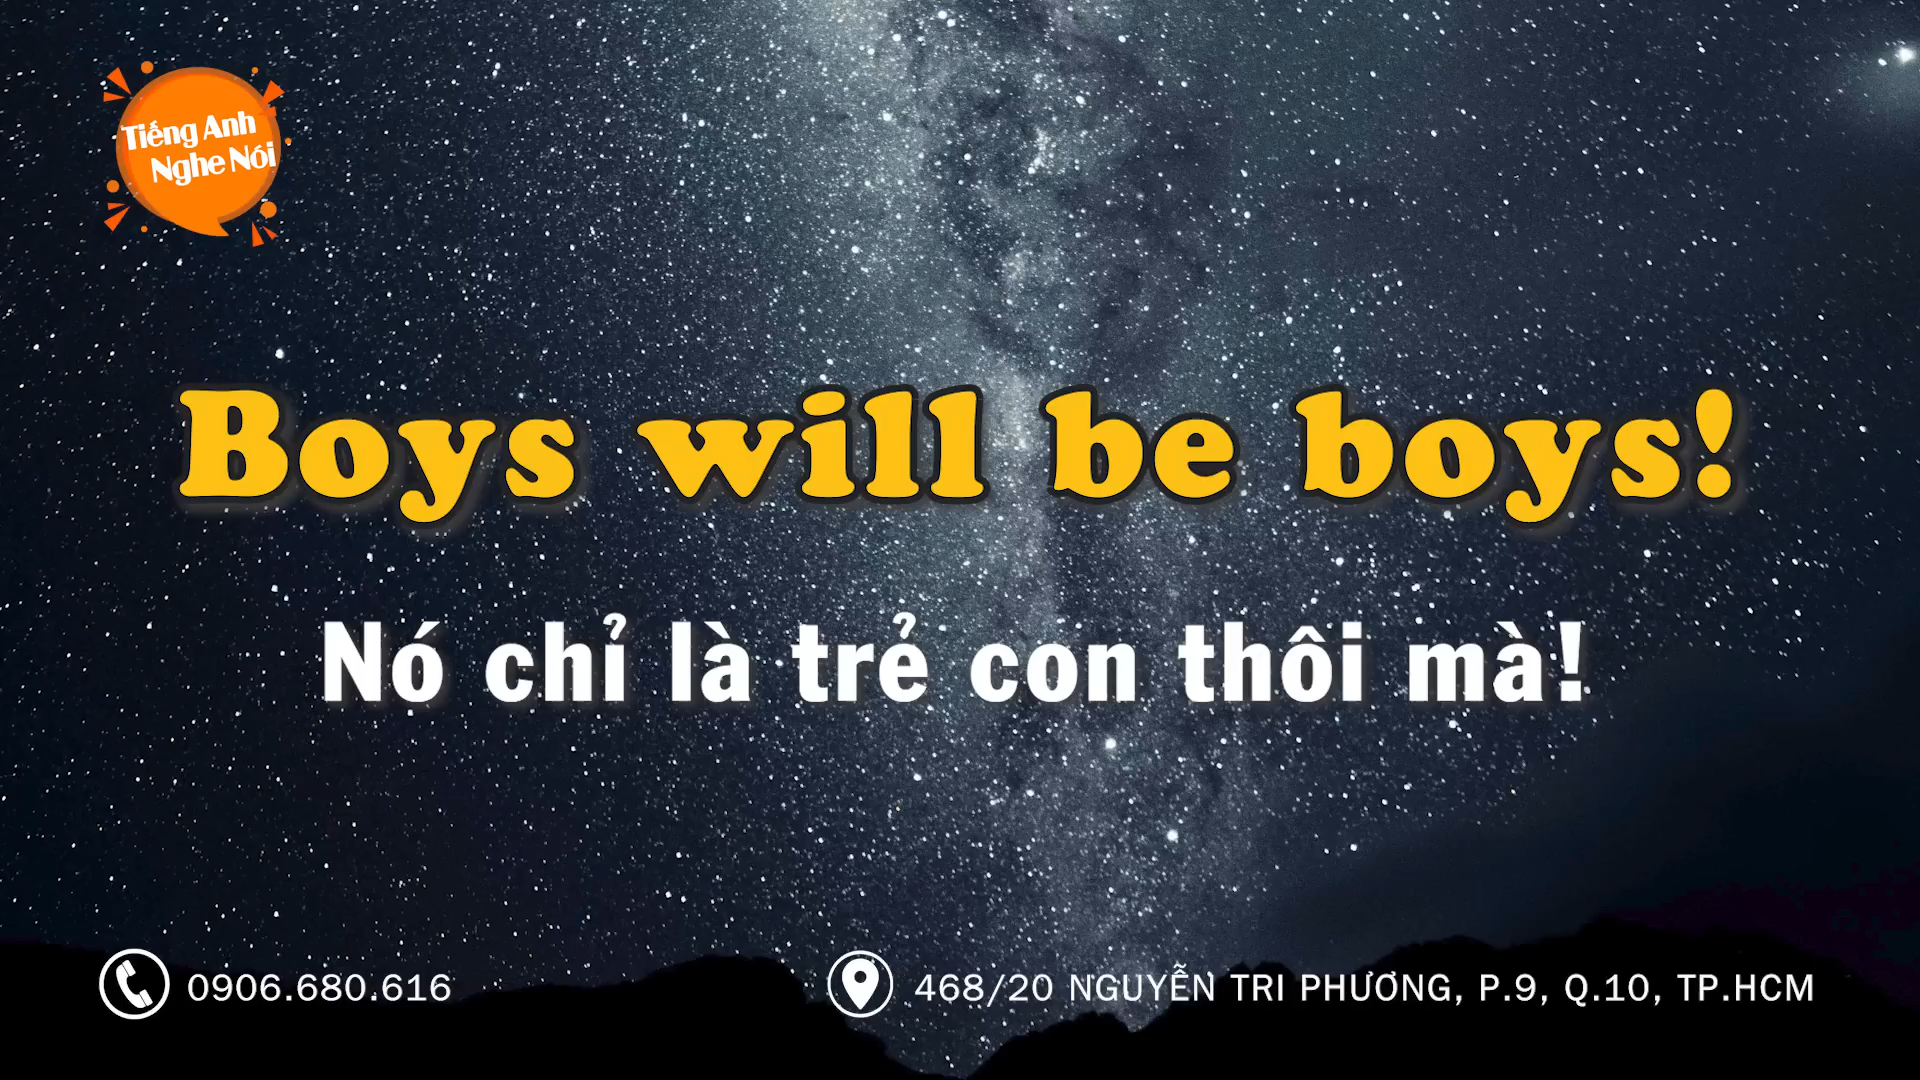 Tiếng Anh
Nghe Nói
Boys will be boys!
Nó chỉ là trẻ con thôi mà!
0906.680.616
468/20 NGUYỄN TRI PHƯƠNG, P.9, Q.10, TP.HCM